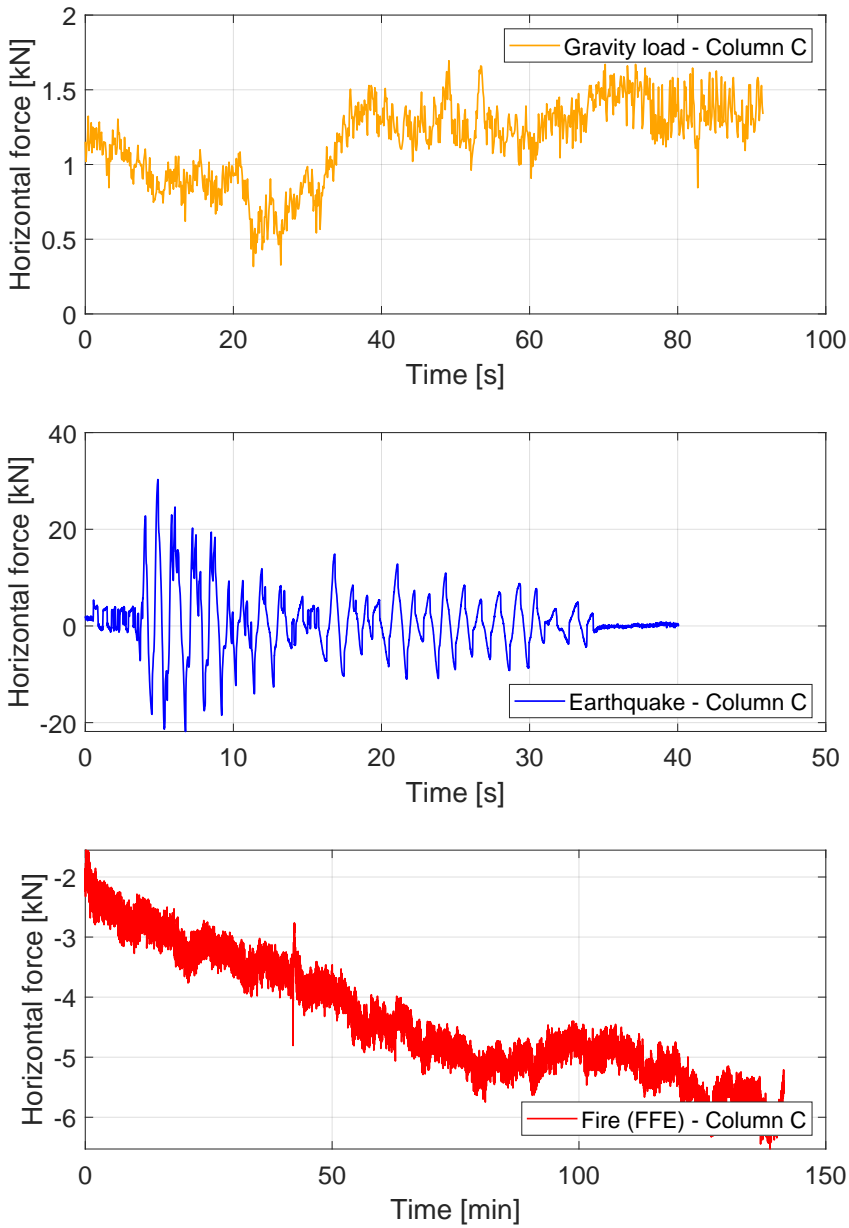 2
1.5
1
0.5
0
Horizontal force [kN]
Gravity load - Column C
0 20 40 60 80 100
Time [s]
40
20
0
-20
Horizontal force [kN]
Earthquake - Column C
0 10 20 30 40 50
Time [s]
-2
-3
-4
-5
-6
Horizontal force [kN]
Fire (FFE) - Column C
0 50 100 150
Time [min]